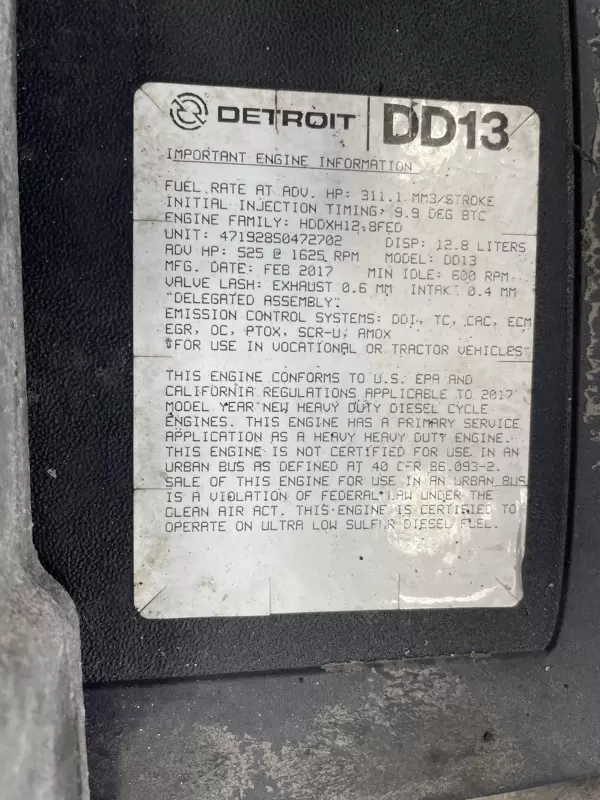 DETROIT DD13
IMPORTANT ENGINE INFORMATION
FUEL RATE AT ADV. HP: 311.1 MM3/STROKE
INITIAL INJECTION TIMING: 9.9 DEG BTC
ENGINE FAMILY: HDDXH12.8FED
UNIT: 471928S0472702 DISP: 12.8 LITERS
ADV HP: 525 @ 1625 RPM MODEL: DD13
MFG. DATE: FEB 2017 MIN IDLE: 600 RPM
VALVE LASH: EXHAUST 0.6 MM INTAK: 0.4 MM
"DELEGATED ASSEMBLY".
EMISSION CONTROL SYSTEMS: DDI, TC, CAC, ECM
EGR, OC, PTOX, SCR-U, AMOX
"FOR USE IN VOCATIONAL OR TRACTOR VEHICLES"
THIS ENGINE CONFORMS TO U.S. EPA AND
CALIFORNIA REGULATIONS APPLICABLE TO 2017
MODEL YEAR NEW HEAVY DUTY DIESEL CYCLE
ENGINES. THIS ENGINE HAS A PRIMARY SERVICE
APPLICATION AS A HEAVY HEAVY DUTY ENGINE.
THIS ENGINE IS NOT CERTIFIED FOR USE IN AN
URBAN BUS AS DEFINED AT 40 CFR 86.093-2.
SALE OF THIS ENGINE FOR USE IN AN URBAN BUS
IS A VIOLATION OF FEDERAL LAW UNDER THE
CLEAN AIR ACT. THIS ENGINE IS CERTIFIED TO
OPERATE ON ULTRA LOW SULFUR DIESEL FUEL.